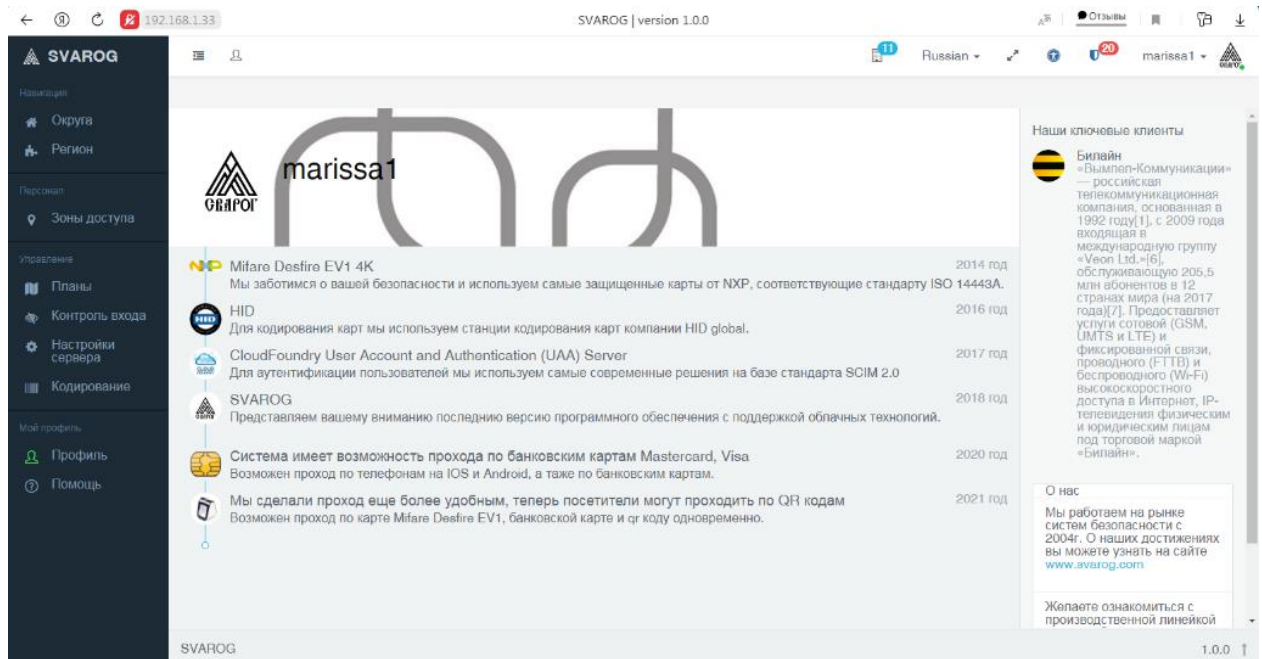 192.168.1.33
SVAROG | version 1.0.0
Отзывы
SVAROG
11
Russian
20
marissa1
Навигация
Округа
Регион
Персонал
Зоны доступа
Управление
Планы
Контроль входа
Настройки
сервера
Кодирование
Мой профиль
Профиль
Помощь
СВАРОГ
marissa1
NXP
Mifare Desfire EV1 4K
2014 год
Мы заботимся о вашей безопасности и используем самые защищенные карты от NXP, соответствующие стандарту ISO 14443A.
HID
HID
2016 год
Для кодирования карт мы используем станции кодирования карт компании HID global.
CloudFoundry User Account and Authentication (UAA) Server
2017 год
Для аутентификации пользователей мы используем самые современные решения на базе стандарта SCIM 2.0
SVAROG
2018 год
Представляем вашему вниманию последнию версию программного обеспечения с поддержкой облачных технологий.
Система имеет возможность прохода по банковским картам Mastercard, Visa
2020 год
Возможен проход по телефонам на IOS и Android, а таже по банковским картам.
Мы сделали проход еще более удобным, теперь посетители могут проходить по QR кодам
2021 год
Возможен проход по карте Mifare Desfire EV1, банковской карте и qr коду одновременно.
Наши ключевые клиенты
Билайн
«Вымпел-Коммуникации»
— российская
телекоммуникационная
компания, основанная в
1992 году[1], с 2009 года
входящая в
международную группу
«Veon Ltd.»[6],
обслуживающую 205,5
млн абонентов в 12
странах мира (на 2017
года)[7]. Предоставляет
услуги сотовой (GSM,
UMTS и LTE) и
фиксированной связи,
проводного (FTTB) и
беспроводного (Wi-Fi)
высокоскоростного
доступа в Интернет, IP-
телевидения физическим
и юридическим лицам
под торговой маркой
«Билайн».
О нас
Мы работаем на рынке
систем безопасности с
2004г. О наших достижениях
вы можете узнать на сайте
www.svarog.com
Желаете ознакомиться с
производственной линейкой
SVAROG
1.0.0